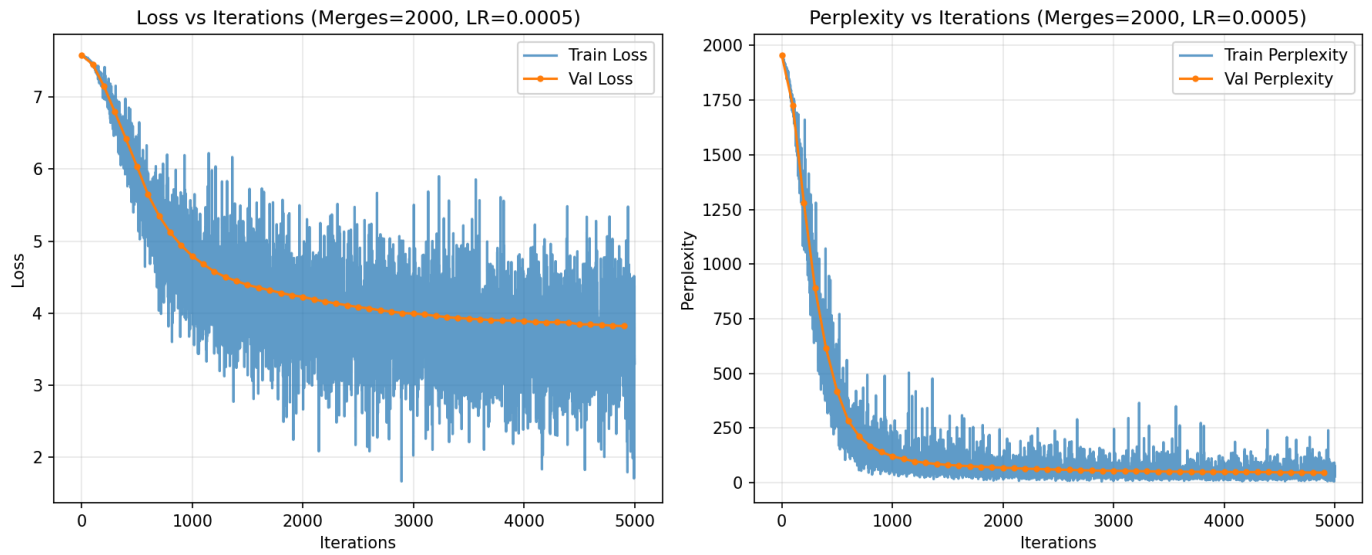 Loss vs Iterations (Merges=2000, LR=0.0005)
Train Loss
Val Loss
7
6
5
4
3
2
Loss
0 1000 2000 3000 4000 5000
Iterations
Perplexity vs Iterations (Merges=2000, LR=0.0005)
Train Perplexity
Val Perplexity
2000
1750
1500
1250
1000
750
500
250
0
Perplexity
0 1000 2000 3000 4000 5000
Iterations